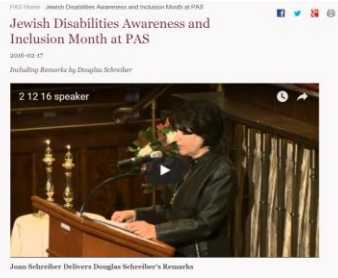 PAS Home Jewish Disabilities Awareness and Inclusion Month at PAS
Jewish Disabilities Awareness and
Inclusion Month at PAS
2016-02-17
Including Remarks by Douglas Schreiber
2 12 16 speaker
Joan Schreiber Delivers Douglas Schreiber's Remarks